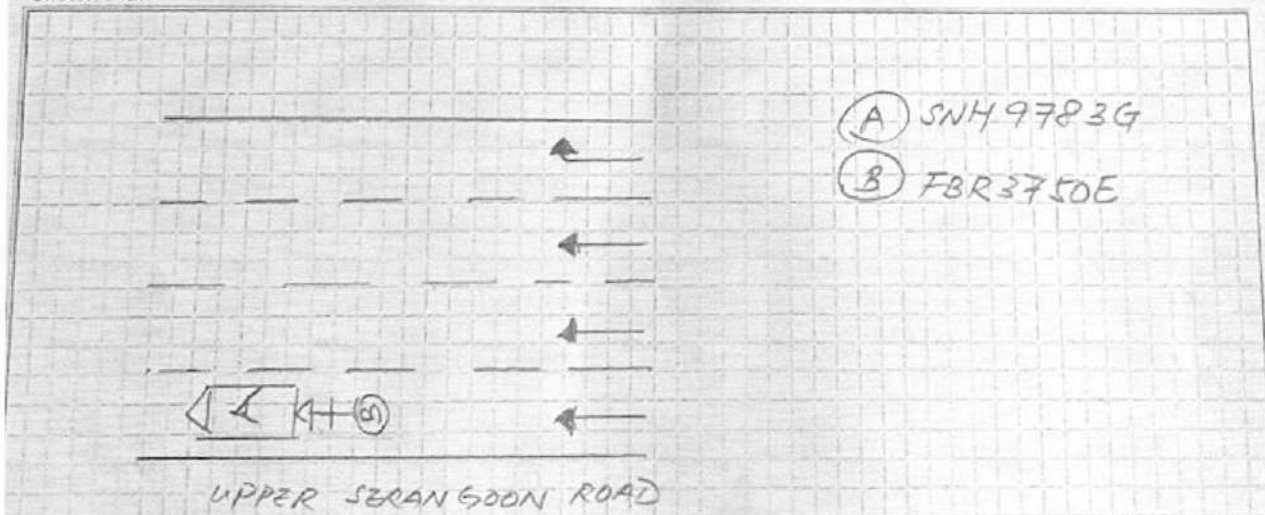 (A) SNH9783G
(B) FBR3750E
A
B
UPPER SERANGOON ROAD